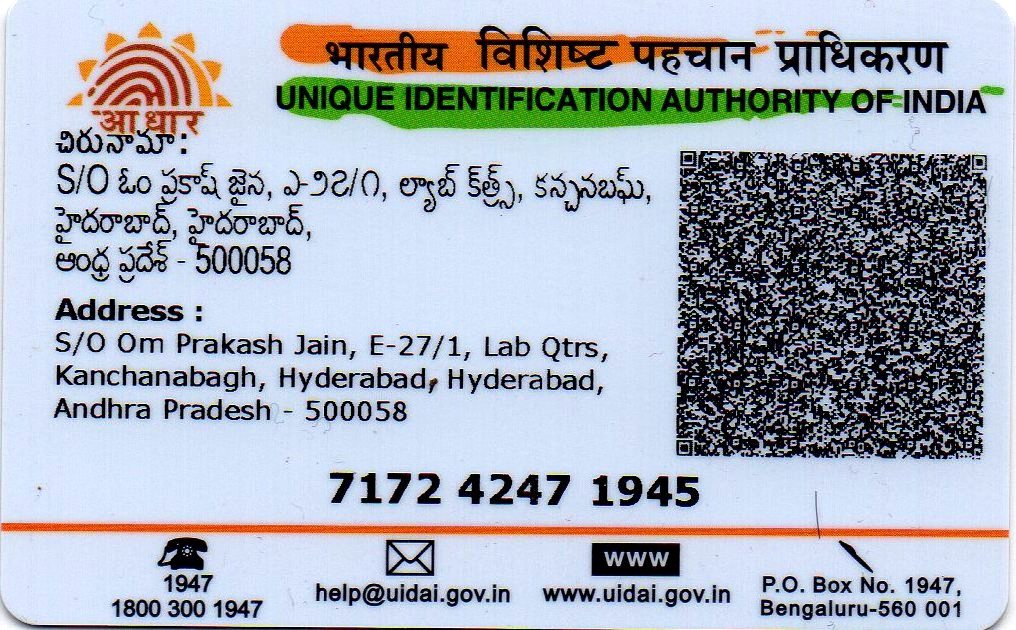 भारतीय विशिष्ट पहचान प्राधिकरण
UNIQUE IDENTIFICATION AUTHORITY OF INDIA
आधार
చిరునామా:
S/O ఓం ప్రకాష్ జైన, ఎ-౨౭/౧, ల్యాబ్ క్త్ర్స్, కన్చనబఘ్,
హైదరాబాద్, హైదరాబాద్,
ఆంధ్ర ప్రదేశ్ - 500058
Address :
S/O Om Prakash Jain, E-27/1, Lab Qtrs,
Kanchanabagh, Hyderabad, Hyderabad,
Andhra Pradesh - 500058
7172 4247 1945
1947
1800 300 1947
help@uidai.gov.in
www
www.uidai.gov.in
P.O. Box No. 1947,
Bengaluru-560 001